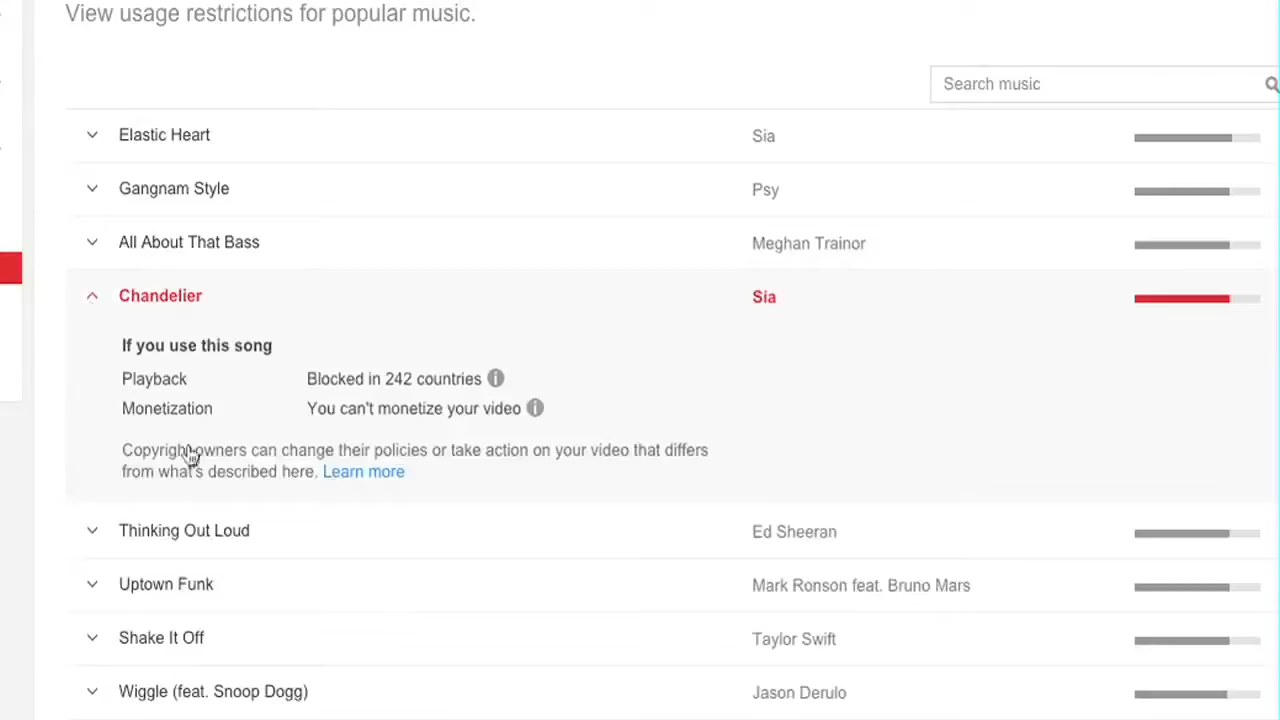 View usage restrictions for popular music.
Search music
Elastic Heart Sia
Gangnam Style Psy
All About That Bass Meghan Trainor
Chandelier Sia
If you use this song
Playback Blocked in 242 countries
Monetization You can't monetize your video
Copyright owners can change their policies or take action on your video that differs
from what's described here. Learn more
Thinking Out Loud Ed Sheeran
Uptown Funk Mark Ronson feat. Bruno Mars
Shake It Off Taylor Swift
Wiggle (feat. Snoop Dogg) Jason Derulo